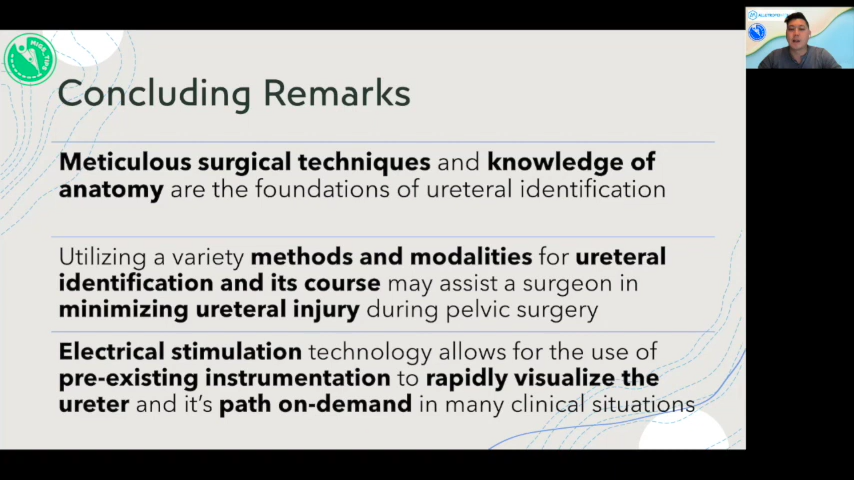 MIGS TIPS
Concluding Remarks
Meticulous surgical techniques and knowledge of
anatomy are the foundations of ureteral identification
Utilizing a variety methods and modalities for ureteral
identification and its course may assist a surgeon in
minimizing ureteral injury during pelvic surgery
Electrical stimulation technology allows for the use of
pre-existing instrumentation to rapidly visualize the
ureter and it's path on-demand in many clinical situations